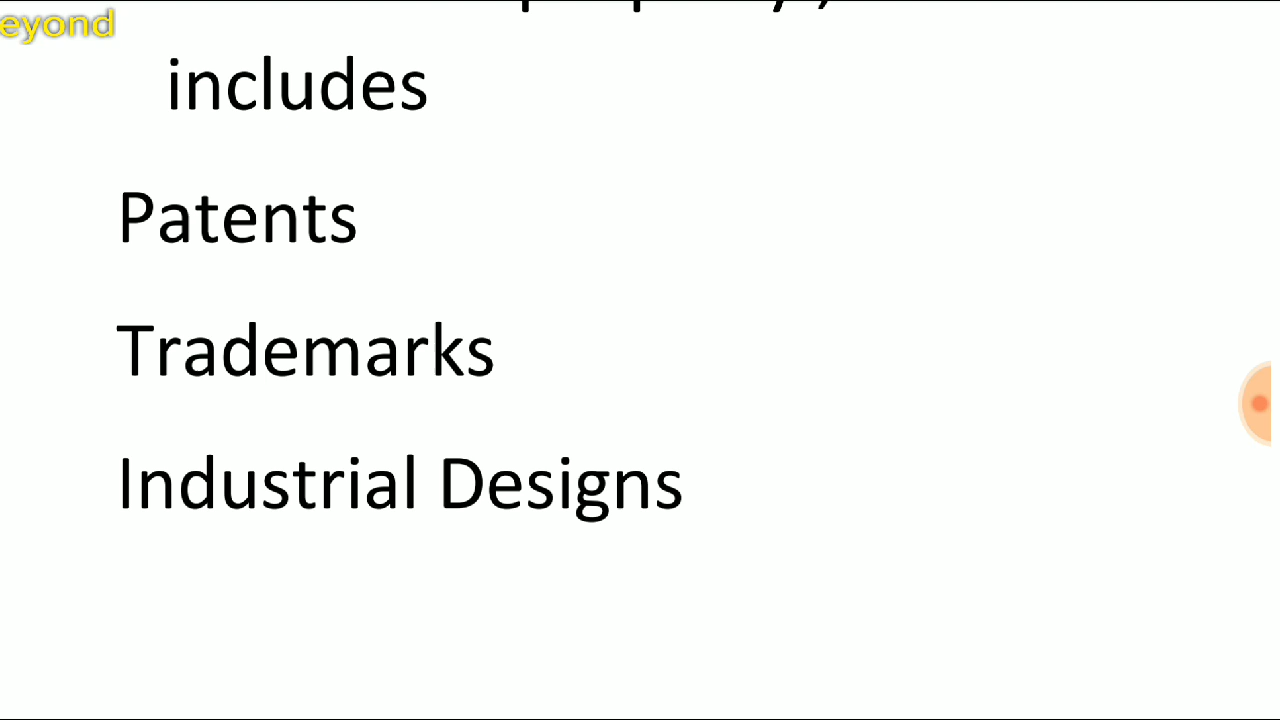 eyond
includes
Patents
Trademarks
Industrial Designs